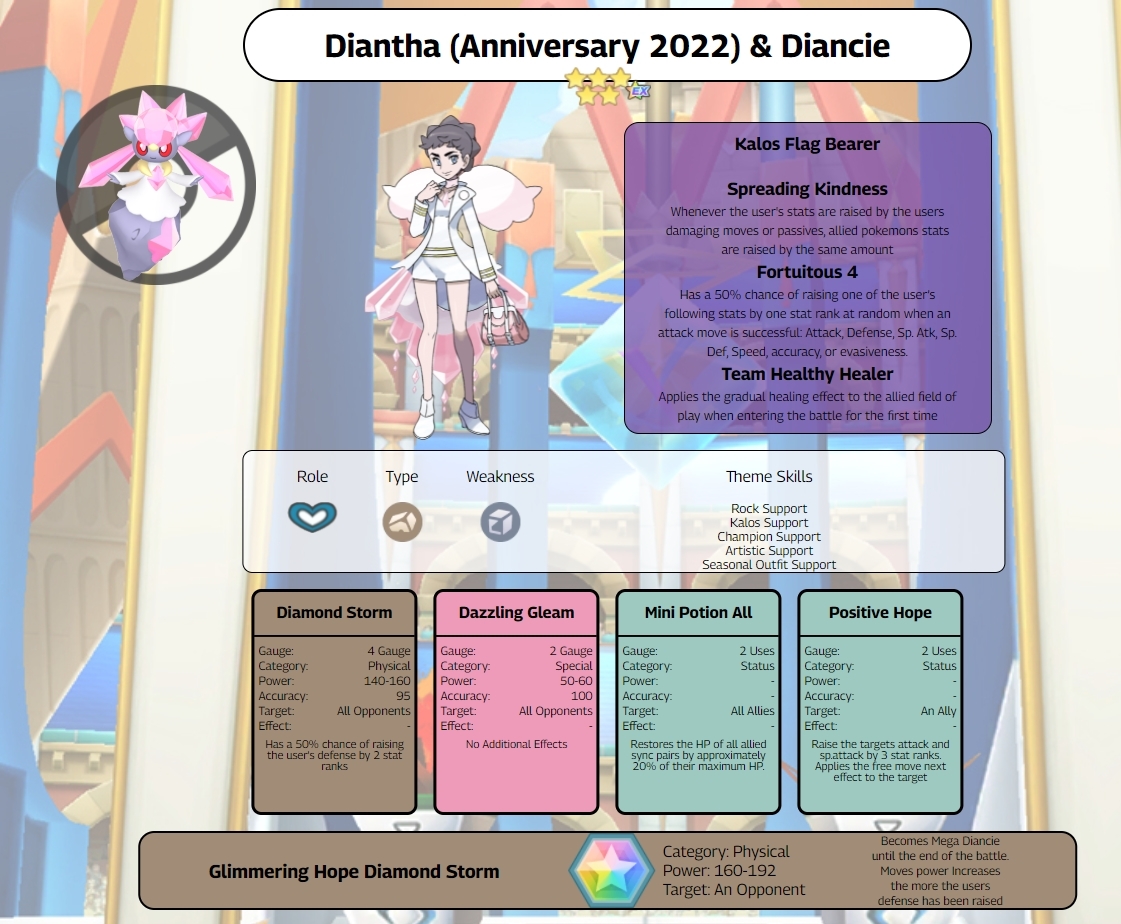 Diantha (Anniversary 2022) & Diancie
EX
Kalos Flag Bearer
Spreading Kindness
Whenever the user's stats are raised by the users
damaging moves or passives, allied pokemons stats
are raised by the same amount
Fortuitous 4
Has a 50% chance of raising one of the user's
following stats by one stat rank at random when an
attack move is successful: Attack, Defense, Sp. Atk, Sp.
Def, Speed, accuracy, or evasiveness.
Team Healthy Healer
Applies the gradual healing effect to the allied field of
play when entering the battle for the first time
Role Type Weakness Theme Skills
Rock Support
Kalos Support
Champion Support
Artistic Support
Seasonal Outfit Support
Diamond Storm
Gauge: 4 Gauge
Category: Physical
Power: 140-160
Accuracy: 95
Target: All Opponents
Effect: -
Has a 50% chance of raising
the user's defense by 2 stat
ranks
Dazzling Gleam
Gauge: 2 Gauge
Category: Special
Power: 50-60
Accuracy: 100
Target: All Opponents
Effect: -
No Additional Effects
Mini Potion All
Gauge: 2 Uses
Category: Status
Power: -
Accuracy: -
Target: All Allies
Effect: -
Restores the HP of all allied
sync pairs by approximately
20% of their maximum HP.
Positive Hope
Gauge: 2 Uses
Category: Status
Power: -
Accuracy: -
Target: An Ally
Effect: -
Raise the targets attack and
sp.attack by 3 stat ranks.
Applies the free move next
effect to the target
Glimmering Hope Diamond Storm
Category: Physical
Power: 160-192
Target: An Opponent
Becomes Mega Diancie
until the end of the battle.
Moves power Increases
the more the users
defense has been raised